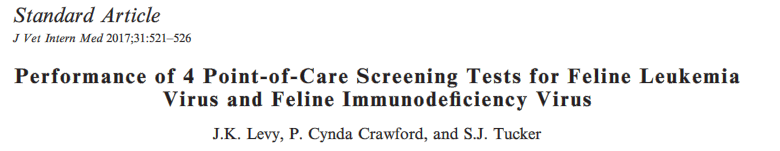 Standard Article
J Vet Intern Med 2017;31:521–526
Performance of 4 Point-of-Care Screening Tests for Feline Leukemia
Virus and Feline Immunodeficiency Virus
J.K. Levy, P. Cynda Crawford, and S.J. Tucker